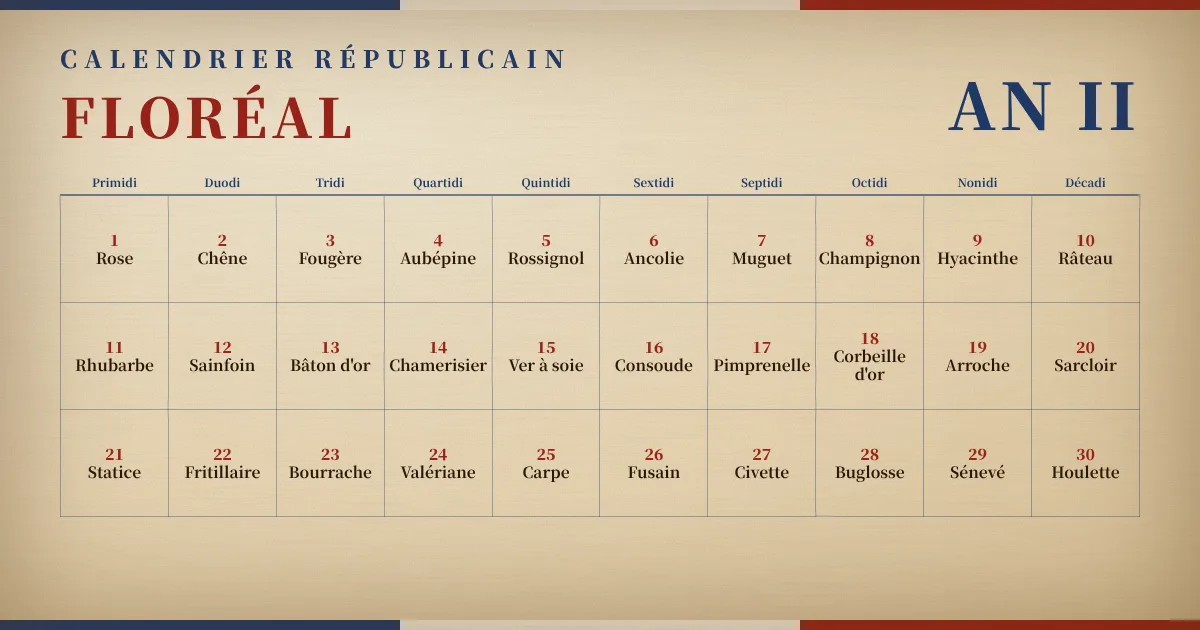 CALENDRIER RÉPUBLICAIN
FLORÉAL
AN II
Primidi Duodi Tridi Quartidi Quintidi Sextidi Septidi Octidi Nonidi Décadi
1 2 3 4 5 6 7 8 9 10
Rose Chêne Fougère Aubépine Rossignol Ancolie Muguet Champignon Hyacinthe Râteau
11 12 13 14 15 16 17 18 19 20
Rhubarbe Sainfoin Bâton d'or Chamerisier Ver à soie Consoude Pimprenelle Corbeille d'or Arroche Sarcloir
21 22 23 24 25 26 27 28 29 30
Statice Fritillaire Bourrache Valériane Carpe Fusain Civette Buglosse Sénevé Houlette